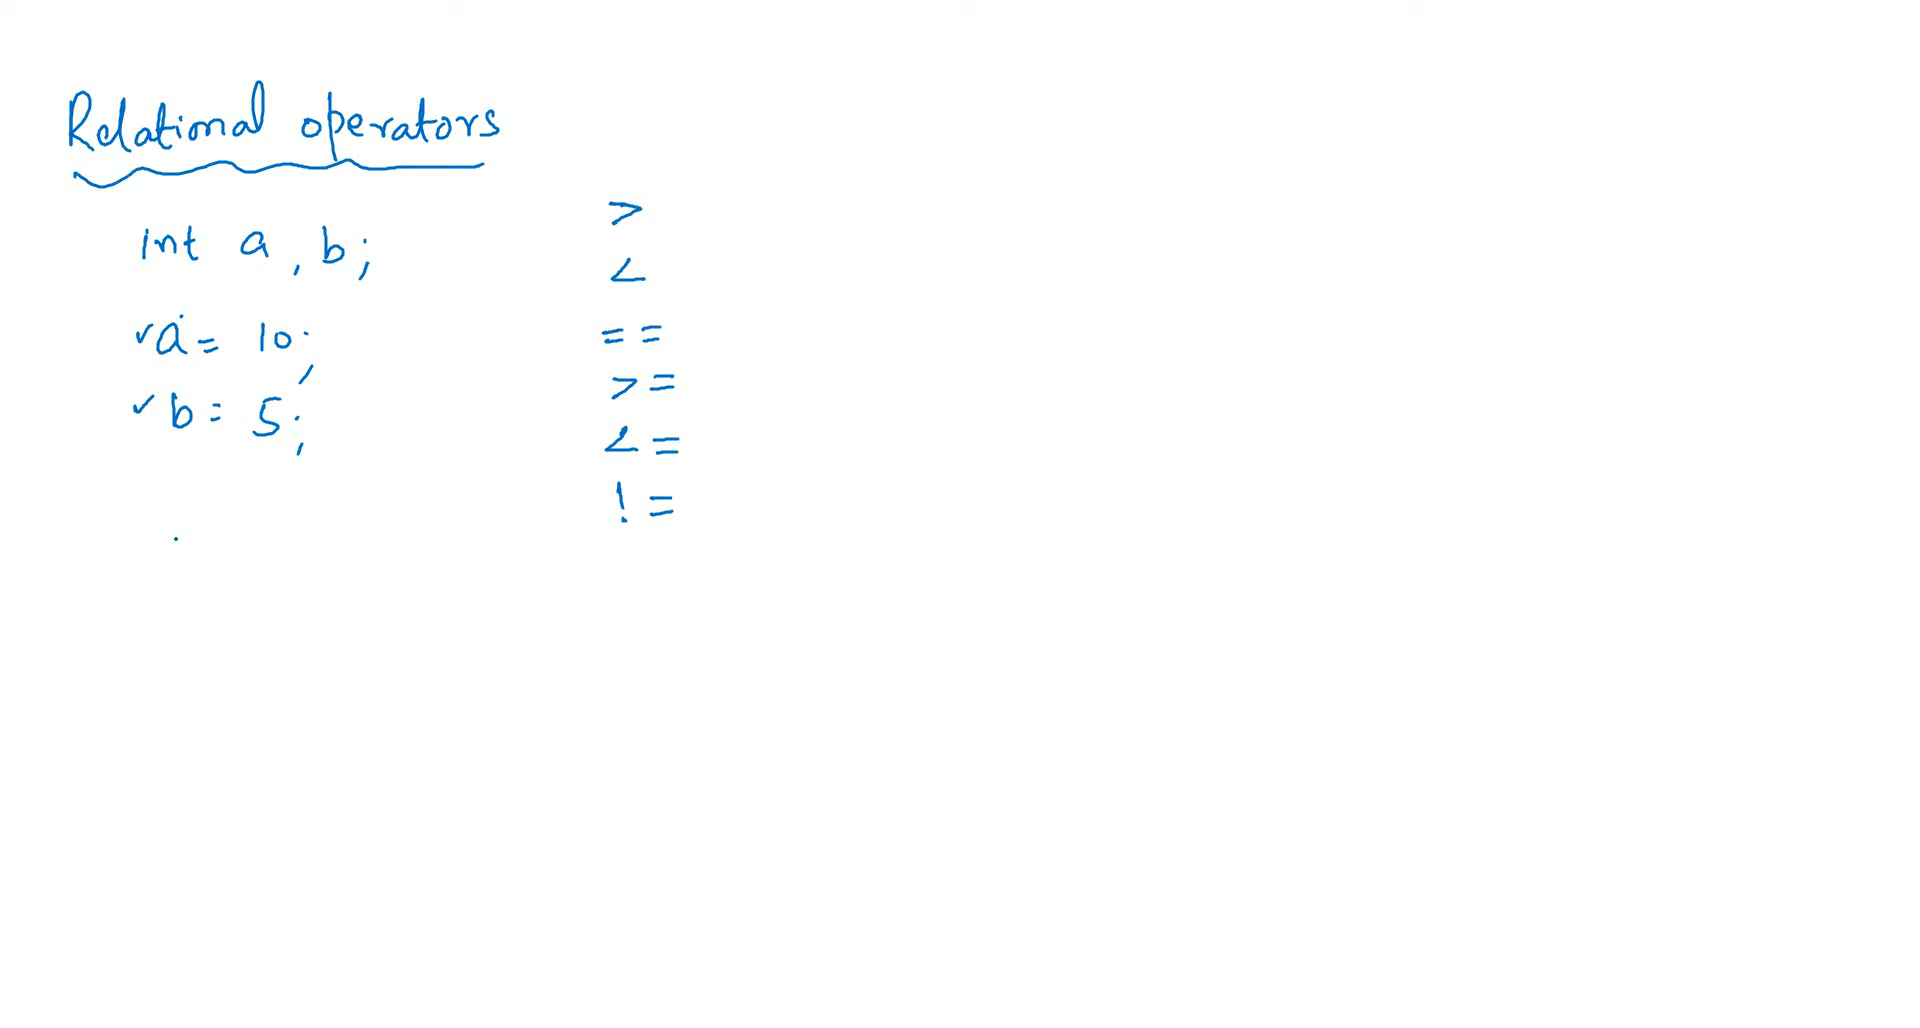 Relational operators
int a, b;
✓a = 10;
✓b = 5;
>
<
==
>=
<=
!=